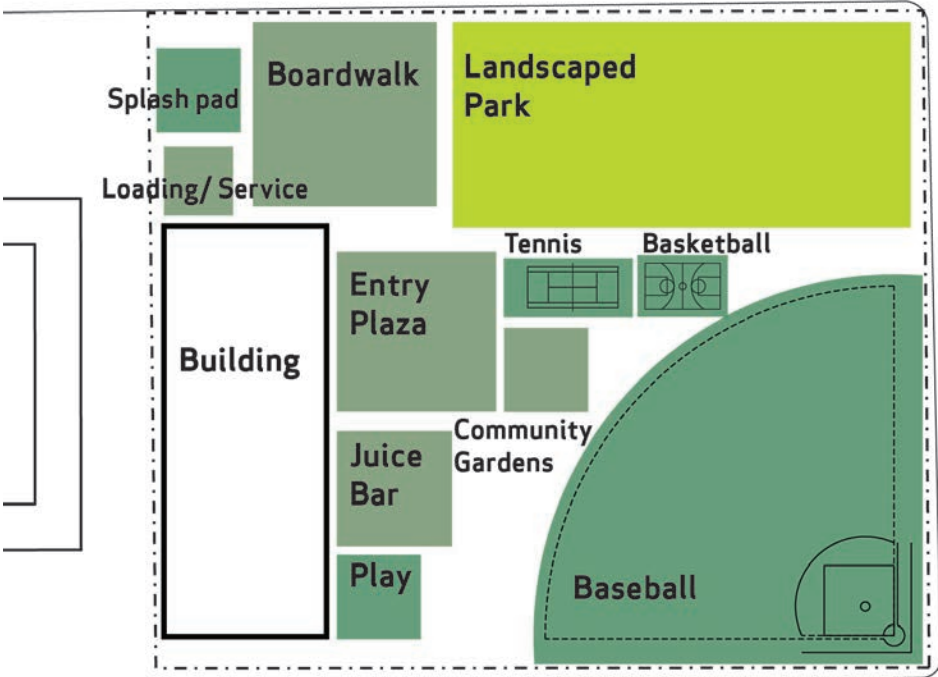 Boardwalk
Landscaped
Park
Splash pad
Loading/ Service
Tennis
Basketball
Entry
Plaza
Building
Community
Gardens
Juice
Bar
Play
Baseball